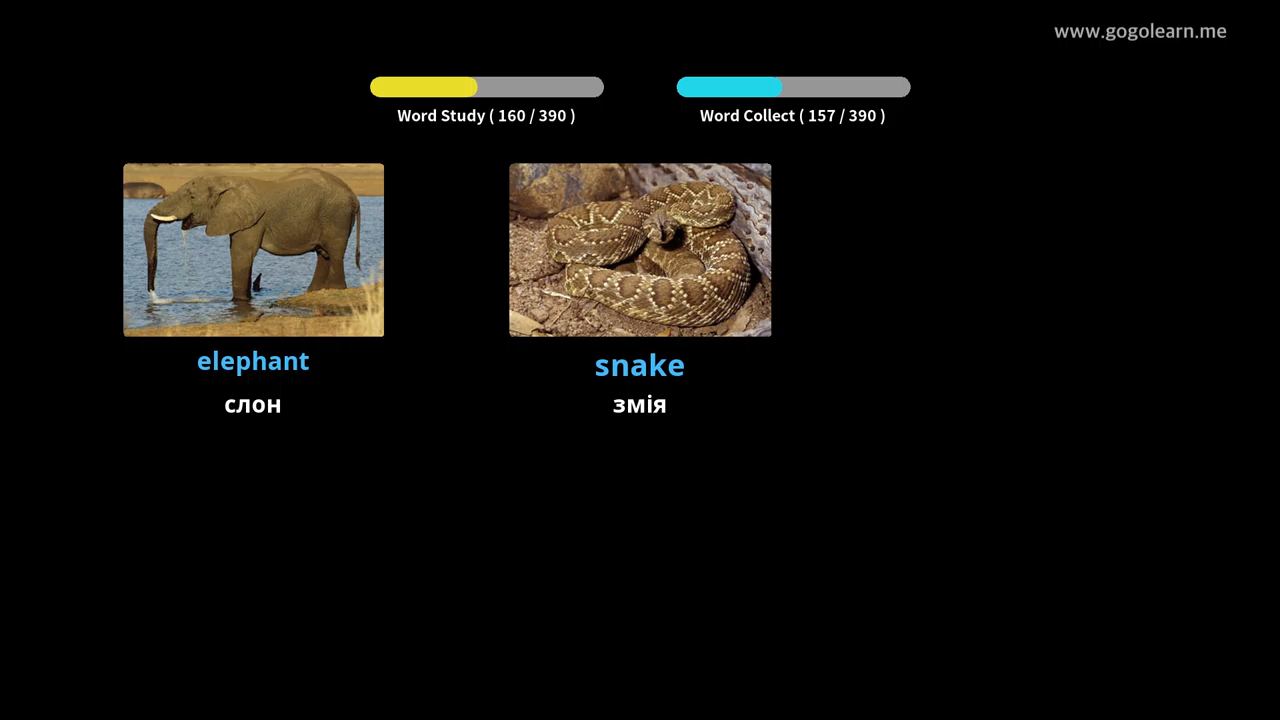 www.gogolearn.me
Word Study ( 160 / 390 )
Word Collect ( 157 / 390 )
elephant
snake
слон
змія